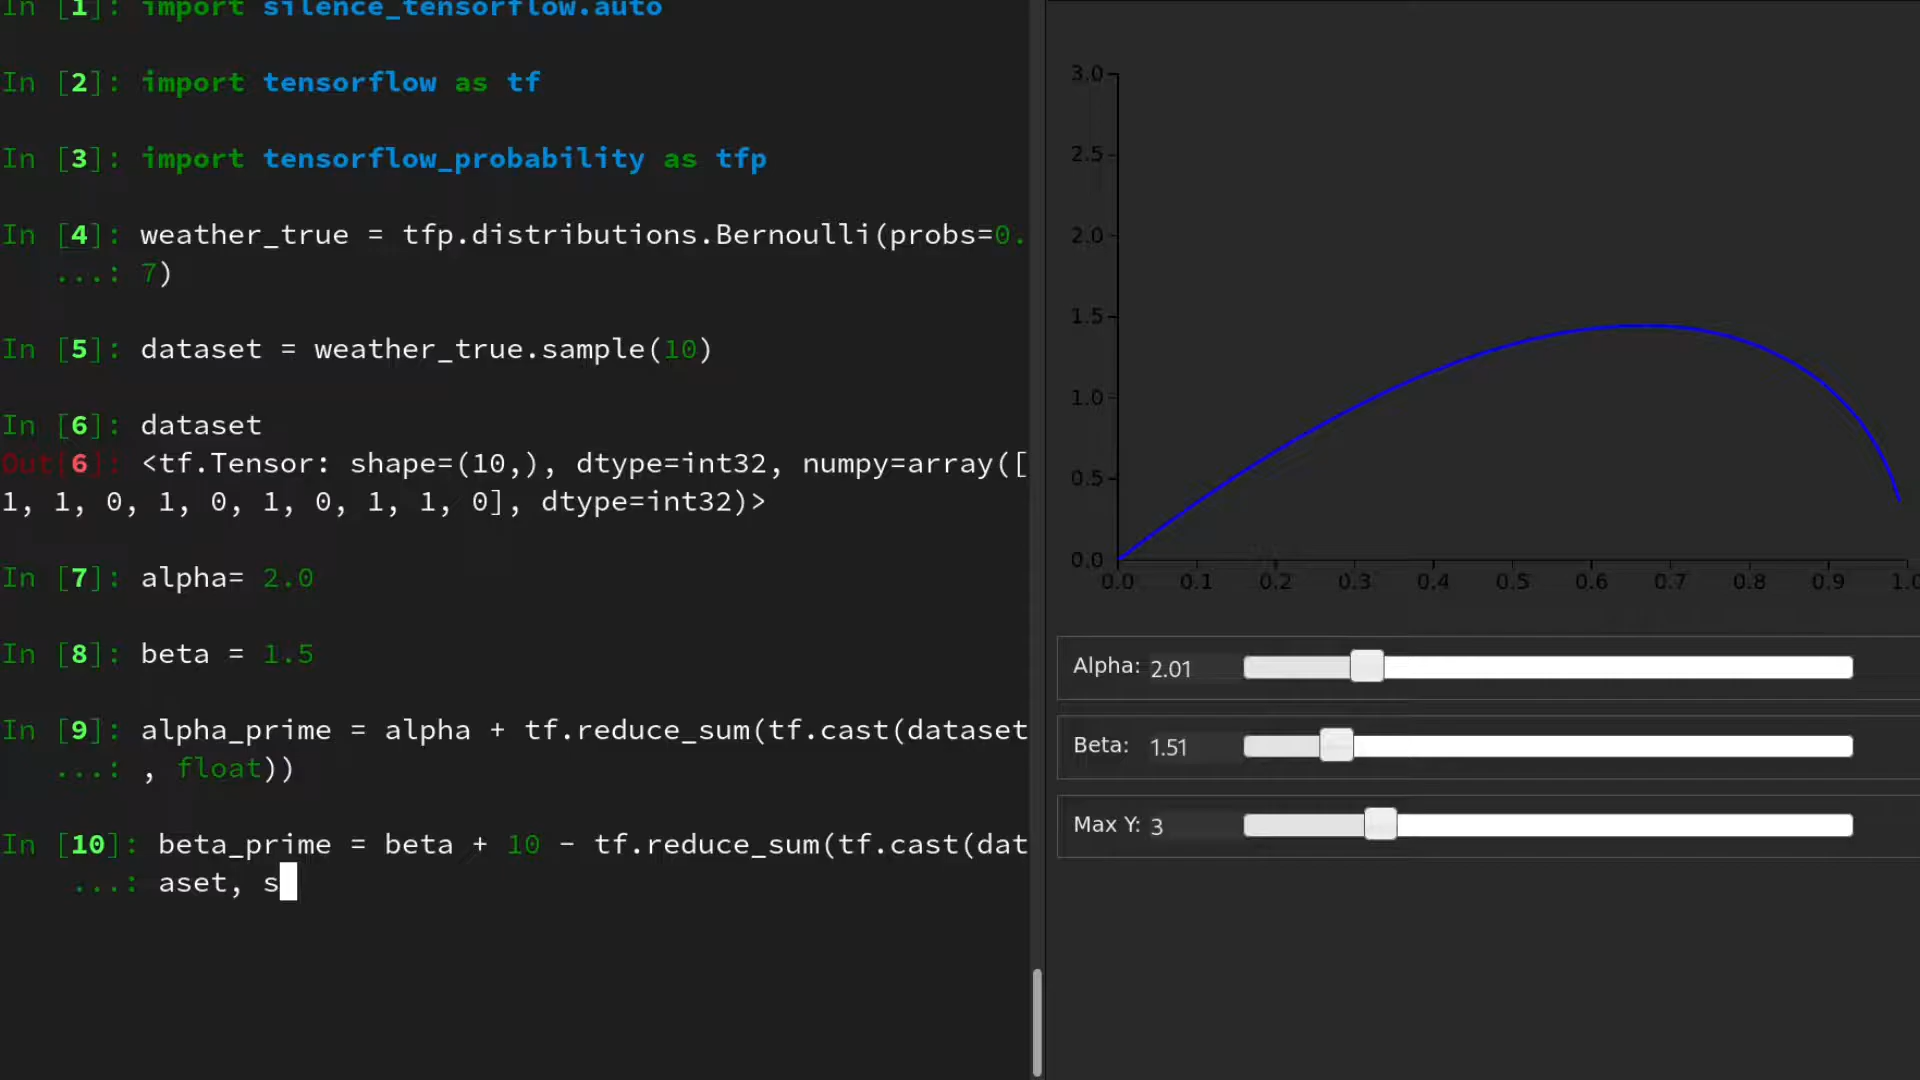 In [1]: import silence_tensorflow.auto
In [2]: import tensorflow as tf
In [3]: import tensorflow_probability as tfp
In [4]: weather_true = tfp.distributions.Bernoulli(probs=0.
...: 7)
In [5]: dataset = weather_true.sample(10)
In [6]: dataset
Out[6]: <tf.Tensor: shape=(10,), dtype=int32, numpy=array([
1, 1, 0, 1, 0, 1, 0, 1, 1, 0], dtype=int32)>
In [7]: alpha= 2.0
In [8]: beta = 1.5
In [9]: alpha_prime = alpha + tf.reduce_sum(tf.cast(dataset
...: , float))
In [10]: beta_prime = beta + 10 - tf.reduce_sum(tf.cast(dat
...: aset, s
3.0
2.5
2.0
1.5
1.0
0.5
0.0
0.0 0.1 0.2 0.3 0.4 0.5 0.6 0.7 0.8 0.9 1.0
Alpha: 2.01
Beta: 1.51
Max Y: 3